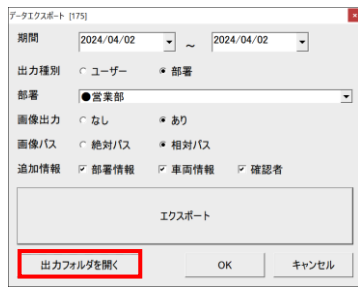 データエクスポート [175]
期間 2024/04/02 ～ 2024/04/02
出力種別 ユーザー 部署
部署 ●営業部
画像出力 なし あり
画像パス 絶対パス 相対パス
追加情報 部署情報 車両情報 確認者
エクスポート
出力フォルダを開く OK キャンセル